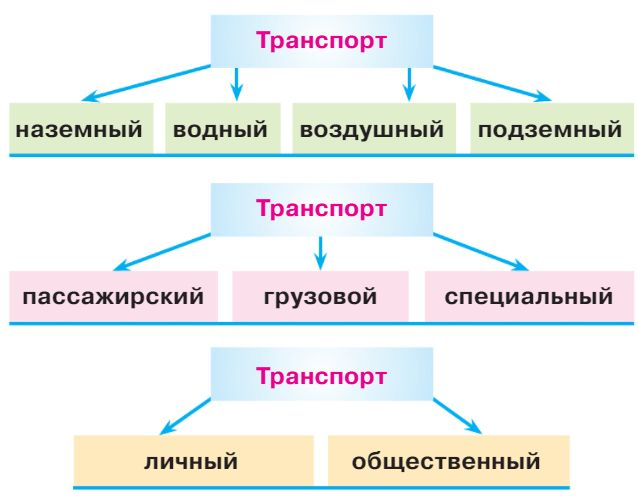 Транспорт
наземный водный воздушный подземный
Транспорт
пассажирский грузовой специальный
Транспорт
личный общественный